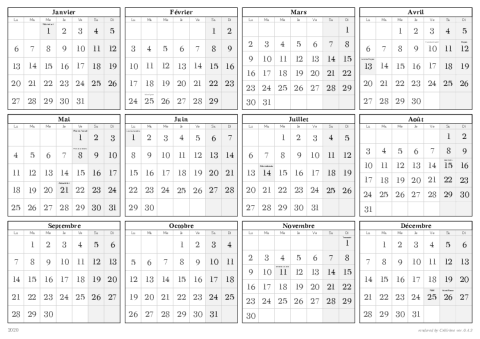 Janvier
Lu Ma Me Je Ve Sa Di
1 2 3 4 5
6 7 8 9 10 11 12
13 14 15 16 17 18 19
20 21 22 23 24 25 26
27 28 29 30 31
Février
Lu Ma Me Je Ve Sa Di
1 2
3 4 5 6 7 8 9
10 11 12 13 14 15 16
17 18 19 20 21 22 23
24 25 26 27 28 29
Mars
Lu Ma Me Je Ve Sa Di
1
2 3 4 5 6 7 8
9 10 11 12 13 14 15
16 17 18 19 20 21 22
23 24 25 26 27 28 29
30 31
Avril
Lu Ma Me Je Ve Sa Di
1 2 3 4 5
6 7 8 9 10 11 12
13 14 15 16 17 18 19
20 21 22 23 24 25 26
27 28 29 30
Mai
Lu Ma Me Je Ve Sa Di
1 2 3
4 5 6 7 8 9 10
11 12 13 14 15 16 17
18 19 20 21 22 23 24
25 26 27 28 29 30 31
Juin
Lu Ma Me Je Ve Sa Di
1 2 3 4 5 6 7
8 9 10 11 12 13 14
15 16 17 18 19 20 21
22 23 24 25 26 27 28
29 30
Juillet
Lu Ma Me Je Ve Sa Di
1 2 3 4 5
6 7 8 9 10 11 12
13 14 15 16 17 18 19
20 21 22 23 24 25 26
27 28 29 30 31
Août
Lu Ma Me Je Ve Sa Di
1 2
3 4 5 6 7 8 9
10 11 12 13 14 15 16
17 18 19 20 21 22 23
24 25 26 27 28 29 30
31
Septembre
Lu Ma Me Je Ve Sa Di
1 2 3 4 5 6
7 8 9 10 11 12 13
14 15 16 17 18 19 20
21 22 23 24 25 26 27
28 29 30
Octobre
Lu Ma Me Je Ve Sa Di
1 2 3 4
5 6 7 8 9 10 11
12 13 14 15 16 17 18
19 20 21 22 23 24 25
26 27 28 29 30 31
Novembre
Lu Ma Me Je Ve Sa Di
1
2 3 4 5 6 7 8
9 10 11 12 13 14 15
16 17 18 19 20 21 22
23 24 25 26 27 28 29
30
Décembre
Lu Ma Me Je Ve Sa Di
1 2 3 4 5 6
7 8 9 10 11 12 13
14 15 16 17 18 19 20
21 22 23 24 25 26 27
28 29 30 31
2020